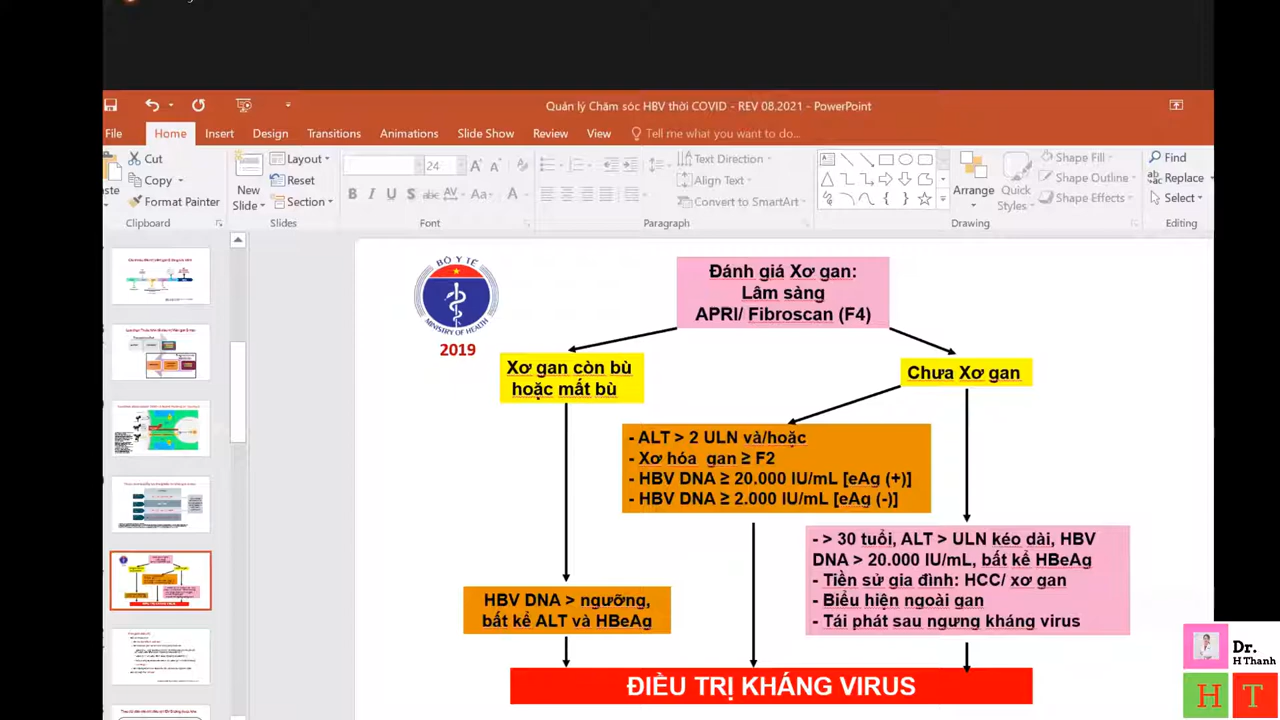 Quản lý Chăm sóc HBV thời COVID - REV 08.2021 - PowerPoint
File Home Insert Design Transitions Animations Slide Show Review View Tell me what you want to do...
Cut
Copy
Format Painter
Clipboard
New
Slide
Layout
Reset
Section
Slides
24
B I U S abc AV Aa A
Font
Text Direction
Align Text
Convert to SmartArt
Paragraph
Arrange
Quick
Styles
Shape Fill
Shape Outline
Shape Effects
Drawing
Find
Replace
Select
Editing
BỘ Y TẾ
MINISTRY OF HEALTH
2019
Đánh giá Xơ gan:
Lâm sàng
APRI/ Fibroscan (F4)
Xơ gan còn bù
hoặc mất bù
Chưa Xơ gan
- ALT > 2 ULN và/hoặc
- Xơ hóa gan ≥ F2
- HBV DNA ≥ 20.000 IU/mL [eAg (+)]
- HBV DNA ≥ 2.000 IU/mL [eAg (-)]
- > 30 tuổi, ALT > ULN kéo dài, HBV
DNA > 20.000 IU/mL, bất kể HBeAg
- Tiền sử gia đình: HCC/ xơ gan
- Biểu hiện ngoài gan
- Tái phát sau ngưng kháng virus
HBV DNA > ngưỡng,
bất kể ALT và HBeAg
ĐIỀU TRỊ KHÁNG VIRUS
Dr.
H Thanh
H T